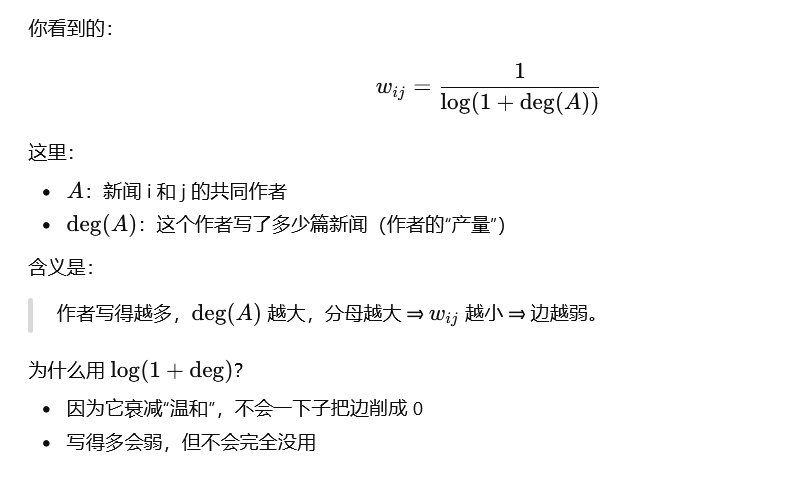 你看到的：
w_{ij} = \frac{1}{\log(1 + \deg(A))}
这里：
• A：新闻 i 和 j 的共同作者
• deg(A)：这个作者写了多少篇新闻（作者的“产量”）
含义是：
作者写得越多，deg(A) 越大，分母越大 ⇒ w_{ij} 越小 ⇒ 边越弱。
为什么用 log(1 + deg)？
• 因为它衰减“温和”，不会一下子把边削成 0
• 写得多会弱，但不会完全没用